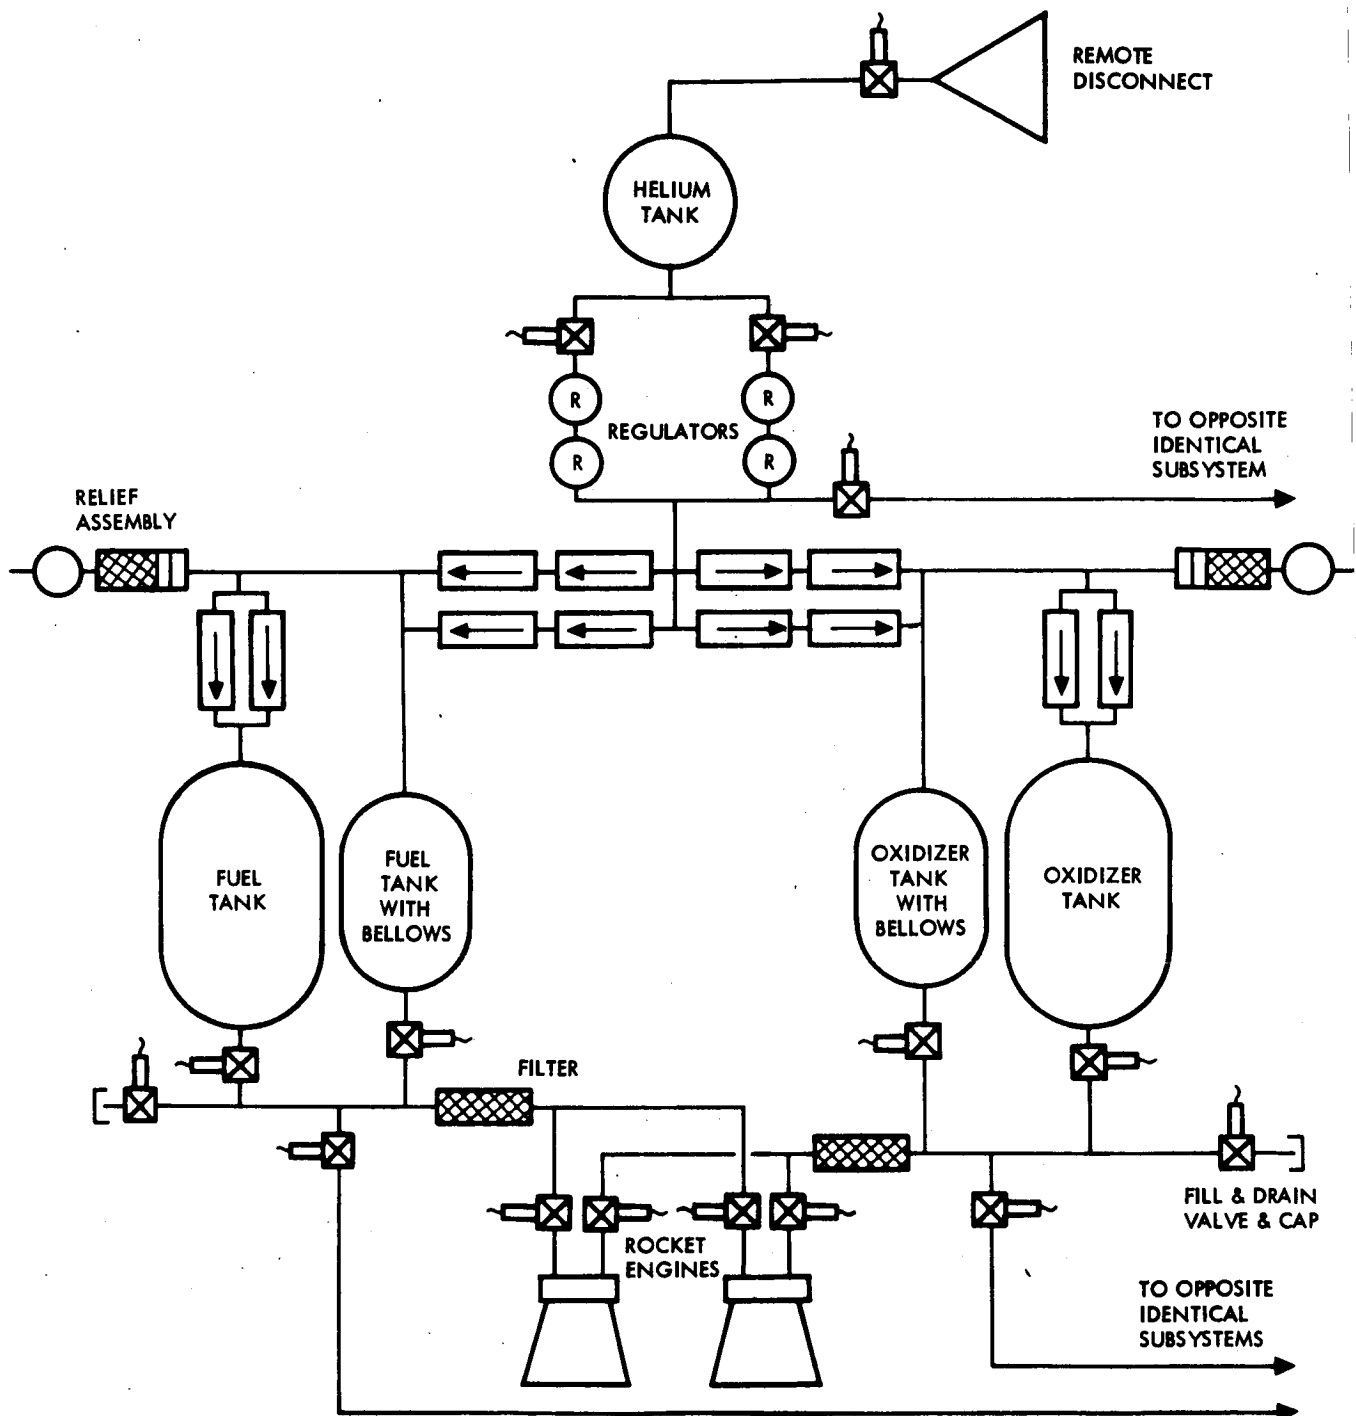 REMOTE
DISCONNECT
HELIUM
TANK
R
R
REGULATORS
R
R
TO OPPOSITE
IDENTICAL
SUBSYSTEM
RELIEF
ASSEMBLY
FUEL
TANK
FUEL
TANK
WITH
BELLOWS
OXIDIZER
TANK
WITH
BELLOWS
OXIDIZER
TANK
FILTER
FILL & DRAIN
VALVE & CAP
ROCKET
ENGINES
TO OPPOSITE
IDENTICAL
SUBSYSTEMS